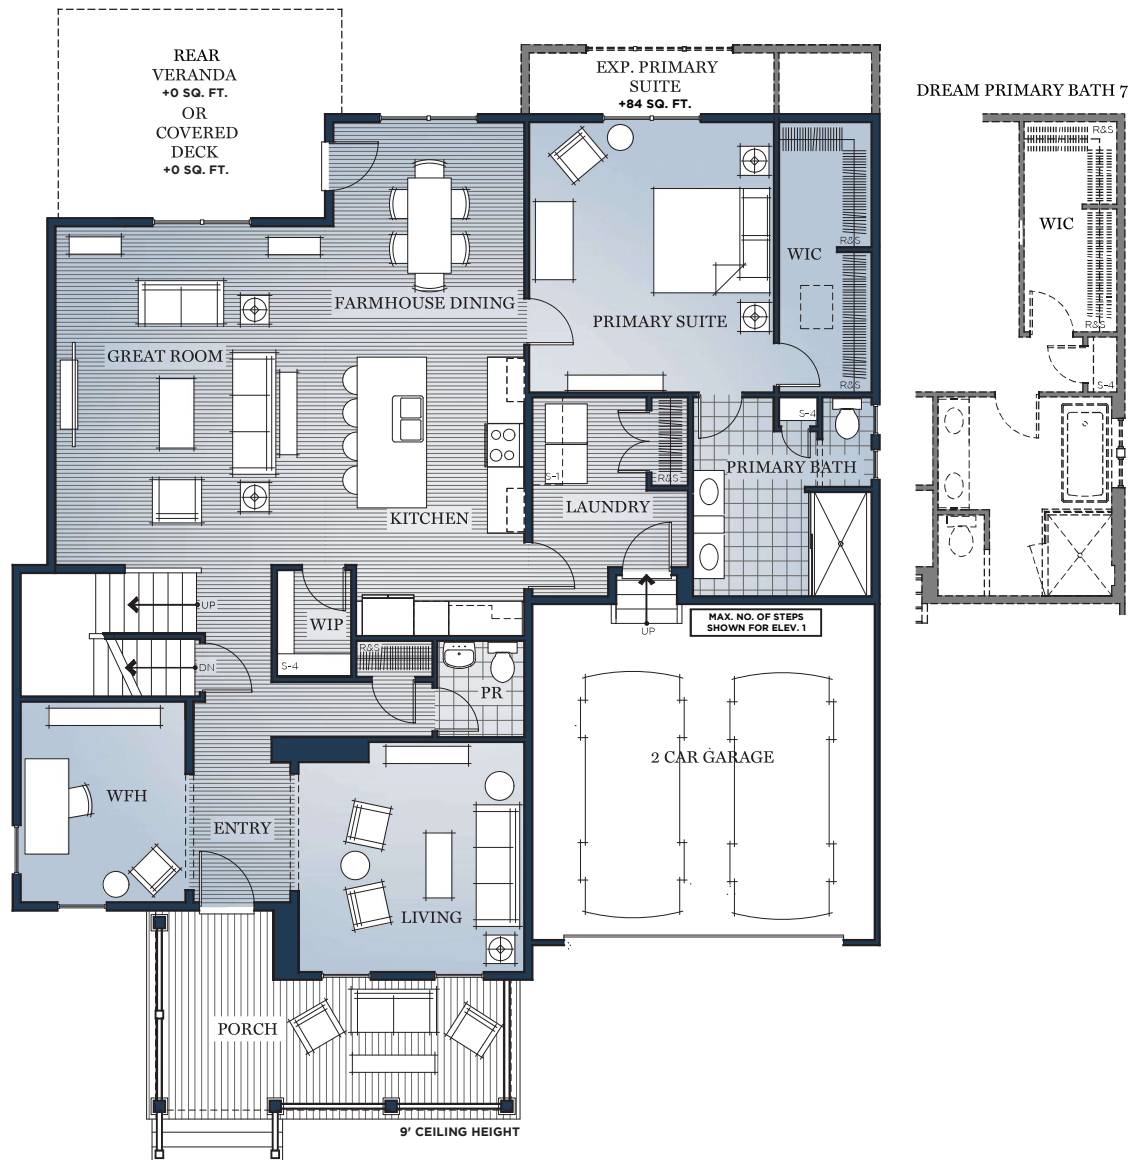 REAR
VERANDA
+0 SQ. FT.
OR
COVERED
DECK
+0 SQ. FT.
EXP. PRIMARY
SUITE
+84 SQ. FT.
DREAM PRIMARY BATH 7
R&S
WIC
R&S
S-4
R&S
WIC
R&S
FARMHOUSE DINING
PRIMARY SUITE
GREAT ROOM
S-4
PRIMARY BATH
S-1
R&S
LAUNDRY
KITCHEN
UP
WIP
S-4
R&S
DN
PR
UP
MAX. NO. OF STEPS
SHOWN FOR ELEV. 1
2 CAR GARAGE
WFH
ENTRY
LIVING
PORCH
9' CEILING HEIGHT